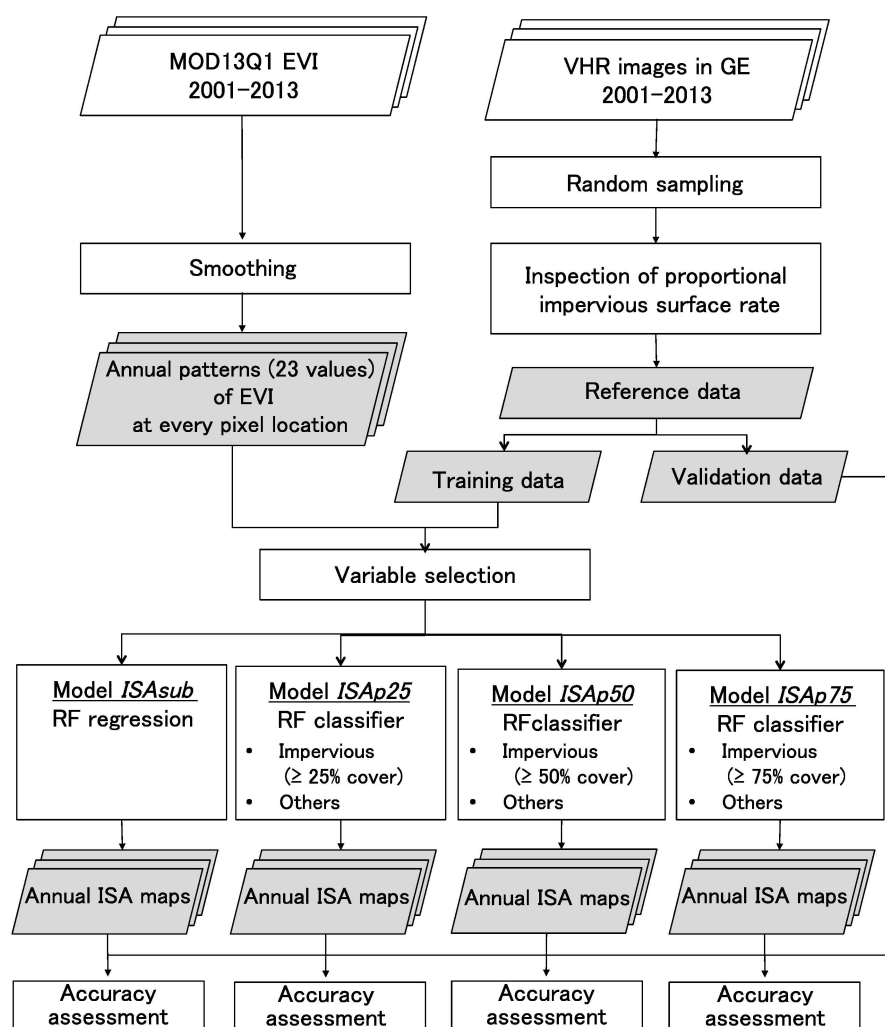 MOD13Q1 EVI
2001-2013
VHR images in GE
2001-2013
Random sampling
Smoothing
Inspection of proportional
impervious surface rate
Annual patterns (23 values)
of EVI
at every pixel location
Reference data
Training data
Validation data
Variable selection
Model ISAsub
RF regression
Model ISAp25
RF classifier
• Impervious
(≥ 25% cover)
• Others
Model ISAp50
RFclassifier
• Impervious
(≥ 50% cover)
• Others
Model ISAp75
RF classifier
• Impervious
(≥ 75% cover)
• Others
Annual ISA maps
Annual ISA maps
Annual ISA maps
Annual ISA maps
Accuracy
assessment
Accuracy
assessment
Accuracy
assessment
Accuracy
assessment